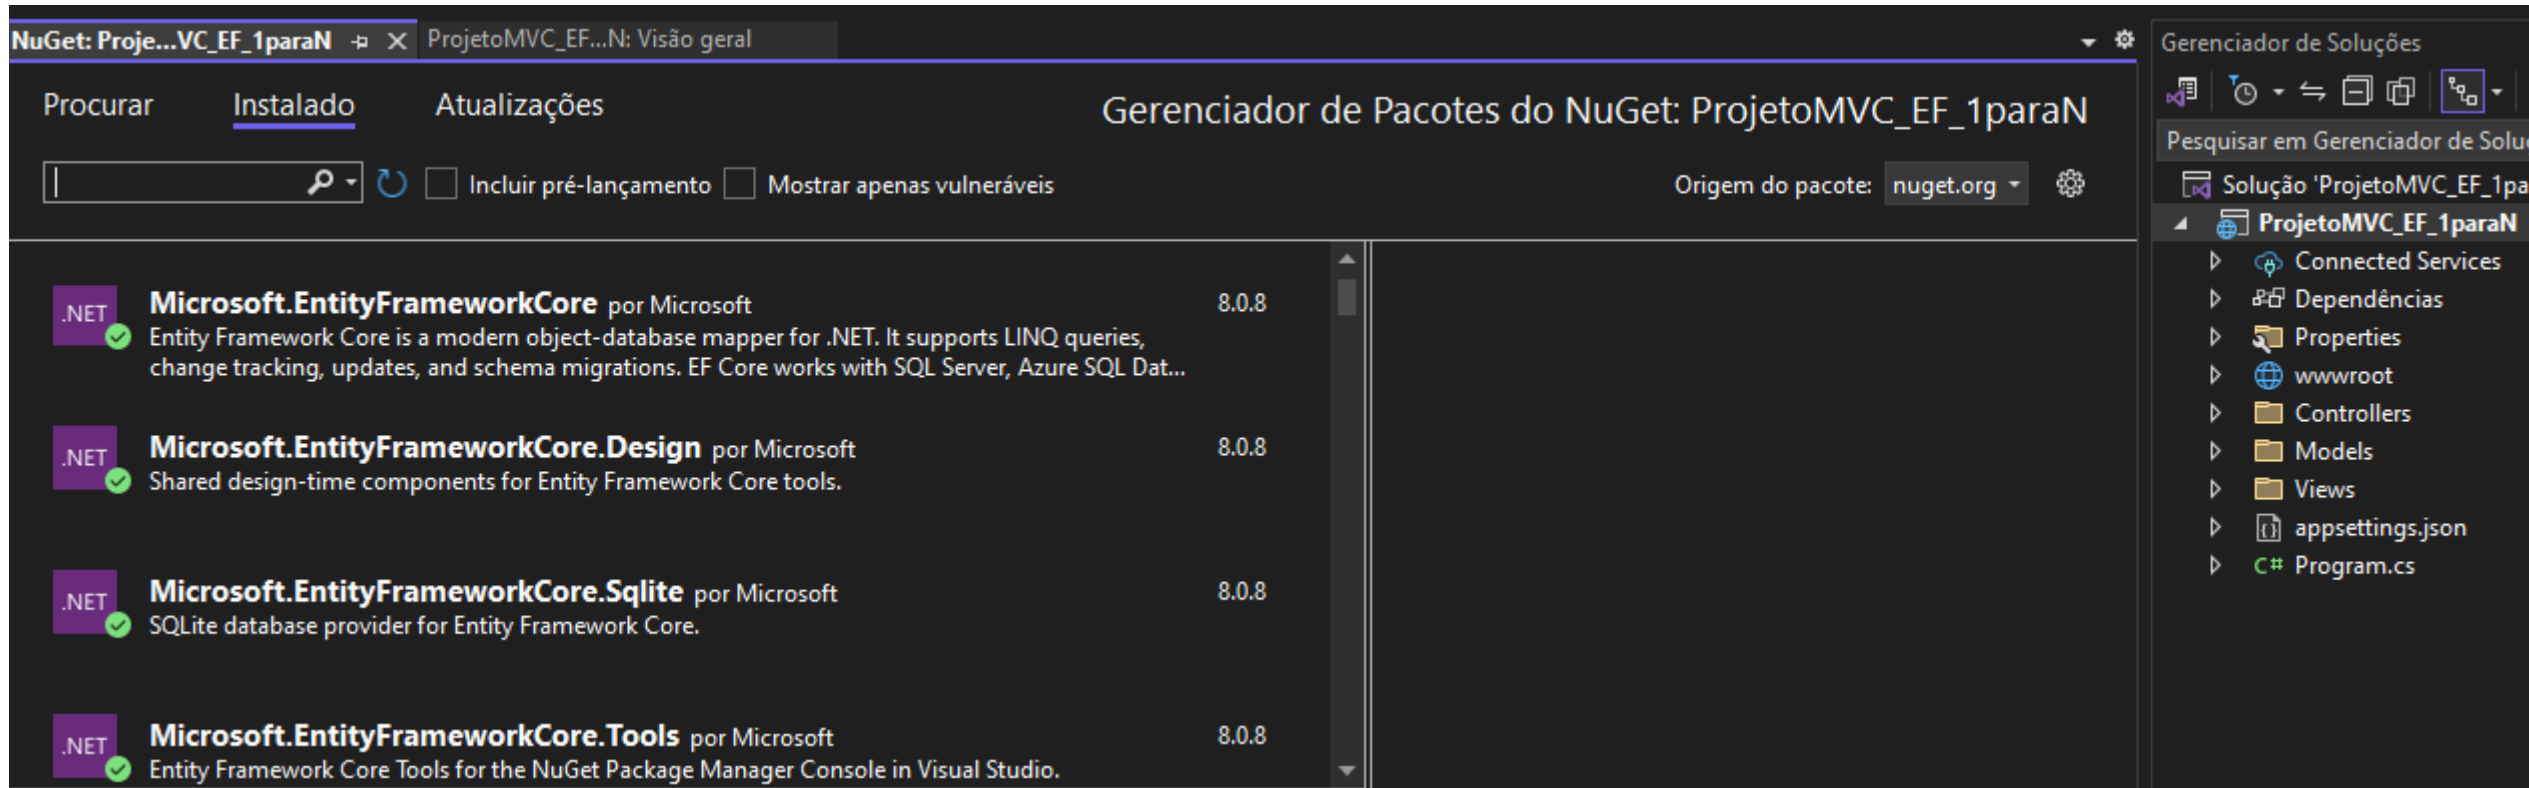 NuGet: Proje...VC_EF_1paraN
ProjetoMVC_EF...N: Visão geral
Procurar
Instalado
Atualizações
Gerenciador de Pacotes do NuGet: ProjetoMVC_EF_1paraN
Incluir pré-lançamento
Mostrar apenas vulneráveis
Origem do pacote:
nuget.org
.NET
Microsoft.EntityFrameworkCore por Microsoft
8.0.8
Entity Framework Core is a modern object-database mapper for .NET. It supports LINQ queries,
change tracking, updates, and schema migrations. EF Core works with SQL Server, Azure SQL Dat...
.NET
Microsoft.EntityFrameworkCore.Design por Microsoft
8.0.8
Shared design-time components for Entity Framework Core tools.
.NET
Microsoft.EntityFrameworkCore.Sqlite por Microsoft
8.0.8
SQLite database provider for Entity Framework Core.
.NET
Microsoft.EntityFrameworkCore.Tools por Microsoft
8.0.8
Entity Framework Core Tools for the NuGet Package Manager Console in Visual Studio.
Gerenciador de Soluções
Pesquisar em Gerenciador de Solu
Solução 'ProjetoMVC_EF_1pa
ProjetoMVC_EF_1paraN
Connected Services
Dependências
Properties
wwwroot
Controllers
Models
Views
appsettings.json
C# Program.cs